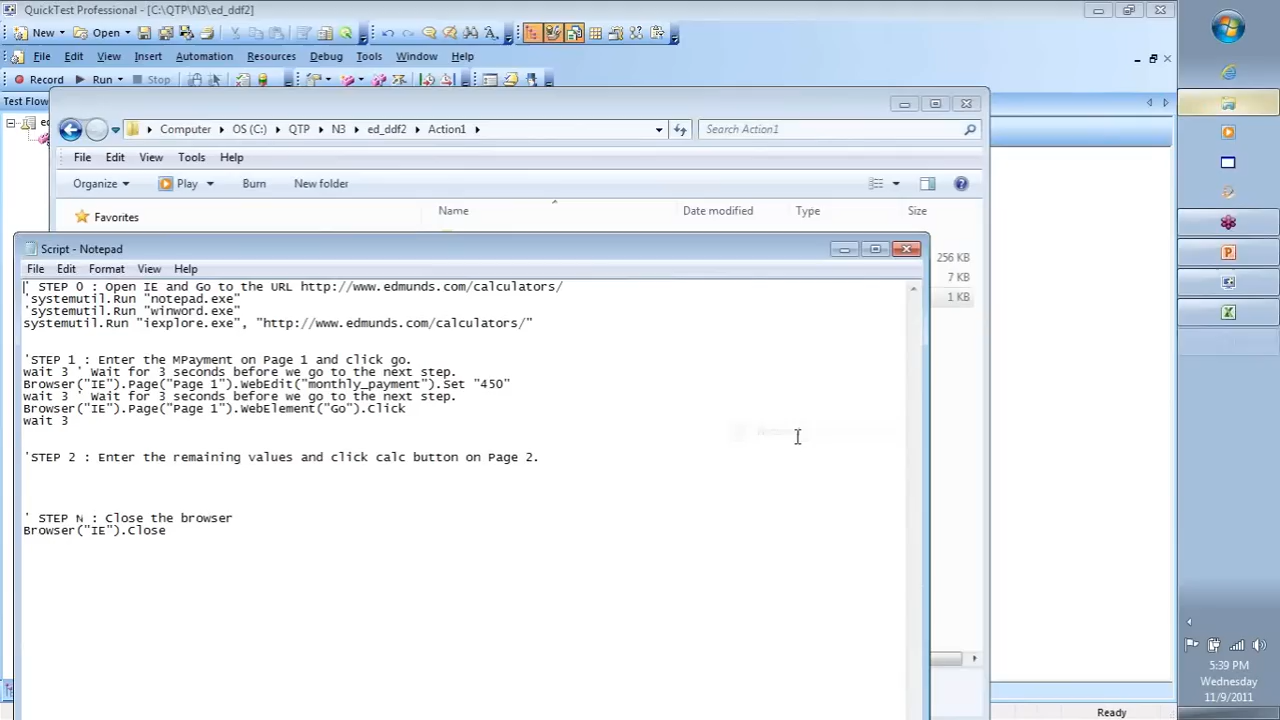 QuickTest Professional - [C:\QTP\N3\ed_ddf2]
New Open
File Edit View Insert Automation Resources Debug Tools Window Help
Record Run Stop
Test Flow
Computer OS (C:) QTP N3 ed_ddf2 Action1 Search Action1
File Edit View Tools Help
Organize Play Burn New folder
Favorites Name Date modified Type Size
256 KB
7 KB
1 KB
Script - Notepad
File Edit Format View Help
' STEP 0 : Open IE and Go to the URL http://www.edmunds.com/calculators/
'systemutil.Run "notepad.exe"
'systemutil.Run "winword.exe"
systemutil.Run "iexplore.exe", "http://www.edmunds.com/calculators/"
'STEP 1 : Enter the MPayment on Page 1 and click go.
wait 3 ' Wait for 3 seconds before we go to the next step.
Browser("IE").Page("Page 1").WebEdit("monthly_payment").Set "450"
wait 3 ' Wait for 3 seconds before we go to the next step.
Browser("IE").Page("Page 1").WebElement("Go").Click
wait 3
'STEP 2 : Enter the remaining values and click calc button on Page 2.
' STEP N : Close the browser
Browser("IE").Close
Ready
5:39 PM
Wednesday
11/9/2011